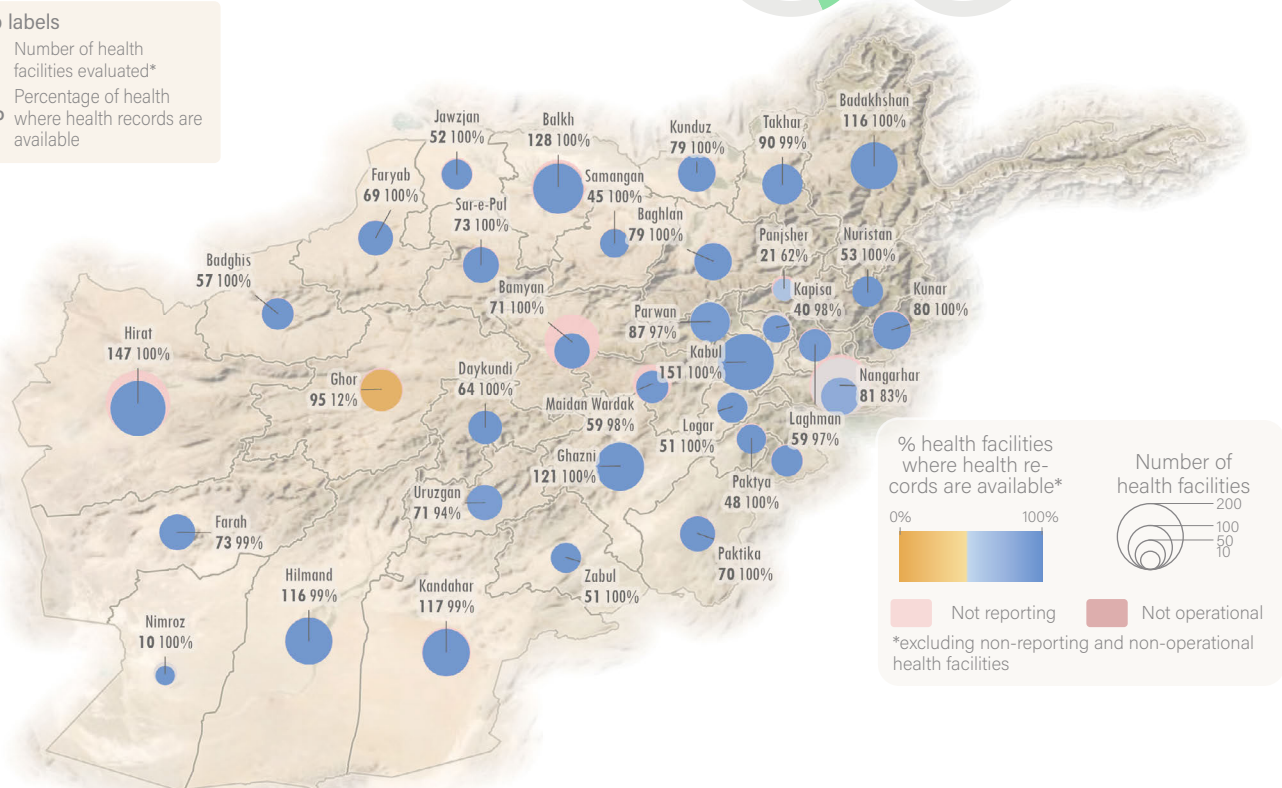 labels
Number of health
facilities evaluated*
Percentage of health
where health records are
available
Jawzjan
52 100%
Balkh
128 100%
Kunduz
79 100%
Takhar
90 99%
Badakhshan
116 100%
Faryab
69 100%
Samangan
45 100%
Sar-e-Pul
73 100%
Baghlan
79 100%
Panjsher
21 62%
Nuristan
53 100%
Badghis
57 100%
Bamyan
71 100%
Kapisa
40 98%
Kunar
80 100%
Parwan
87 97%
Hirat
147 100%
Kabul
151 100%
Ghor
95 12%
Daykundi
64 100%
Nangarhar
81 83%
Maidan Wardak
59 98%
Logar
51 100%
Laghman
59 97%
Ghazni
121 100%
Paktya
48 100%
Uruzgan
71 94%
Farah
73 99%
Paktika
70 100%
Zabul
51 100%
Hilmand
116 99%
Kandahar
117 99%
Nimroz
10 100%
% health facilities
where health re-
cords are available*
0% 100%
Number of
health facilities
200
100
50
10
Not reporting
Not operational
*excluding non-reporting and non-operational
health facilities